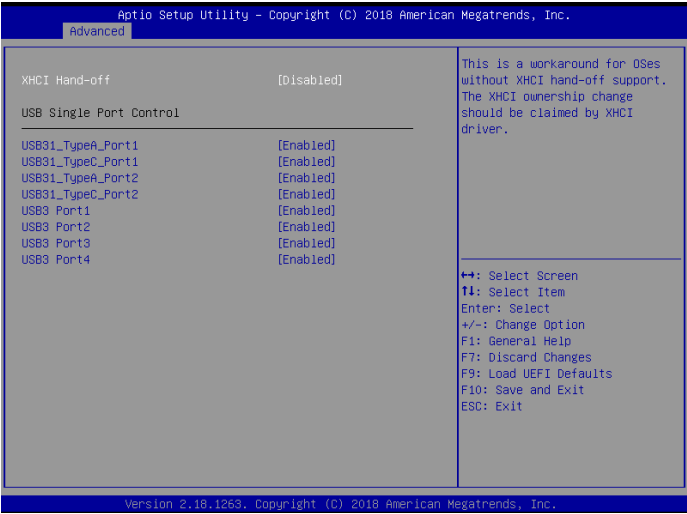 Aptio Setup Utility – Copyright (C) 2018 American Megatrends, Inc.
Advanced
XHCI Hand-off [Disabled]
USB Single Port Control
USB31_TypeA_Port1 [Enabled]
USB31_TypeC_Port1 [Enabled]
USB31_TypeA_Port2 [Enabled]
USB31_TypeC_Port2 [Enabled]
USB3 Port1 [Enabled]
USB3 Port2 [Enabled]
USB3 Port3 [Enabled]
USB3 Port4 [Enabled]
This is a workaround for OSes
without XHCI hand-off support.
The XHCI ownership change
should be claimed by XHCI
driver.
↔: Select Screen
↑↓: Select Item
Enter: Select
+/-: Change Option
F1: General Help
F7: Discard Changes
F9: Load UEFI Defaults
F10: Save and Exit
ESC: Exit
Version 2.18.1263. Copyright (C) 2018 American Megatrends, Inc.